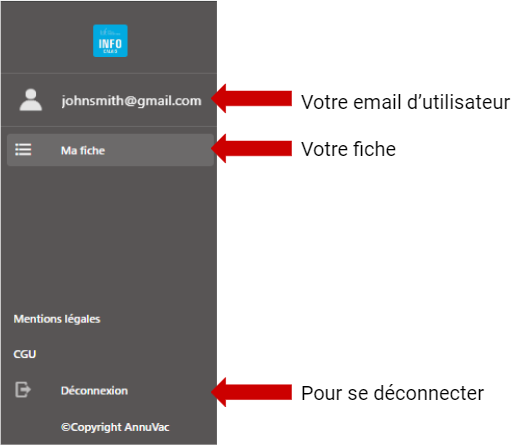 INFO
johnsmith@gmail.com
Votre email d’utilisateur
Ma fiche
Votre fiche
Mentions légales
CGU
Déconnexion
Pour se déconnecter
©Copyright AnnuVac